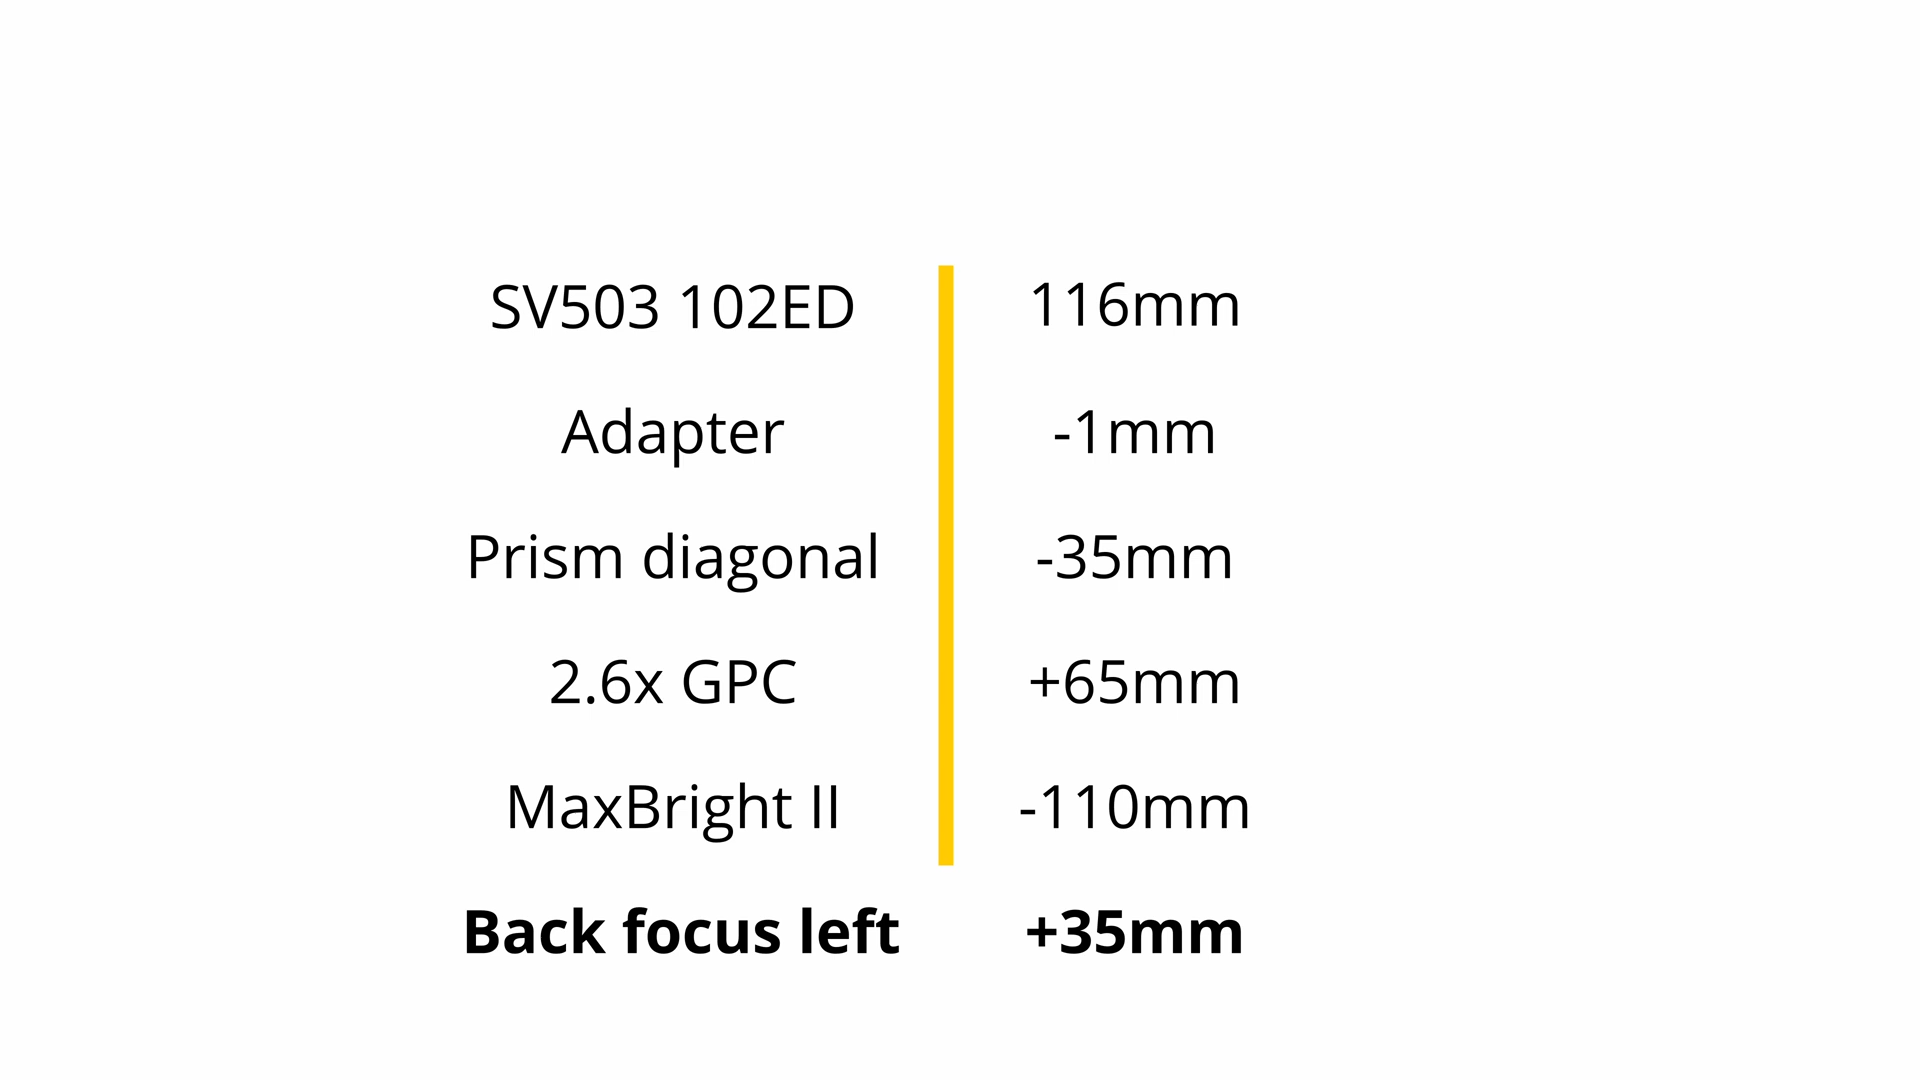 SV503 102ED 116mm
Adapter -1mm
Prism diagonal -35mm
2.6x GPC +65mm
MaxBright II -110mm
Back focus left +35mm